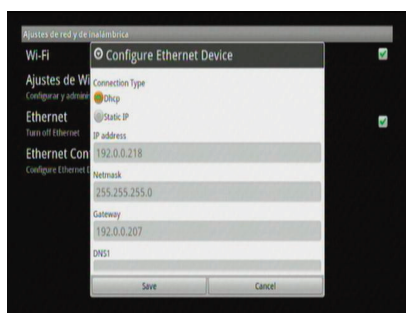 Ajustes de red y de inalámbrica
Wi-Fi
Ajustes de Wi
Configurar y admini
Ethernet
Turn off Ethernet
Ethernet Con
Configure Ethernet
Configure Ethernet Device
Connection Type
Dhcp
Static IP
IP address
192.0.0.218
Netmask
255.255.255.0
Gateway
192.0.0.207
DNS1
Save
Cancel